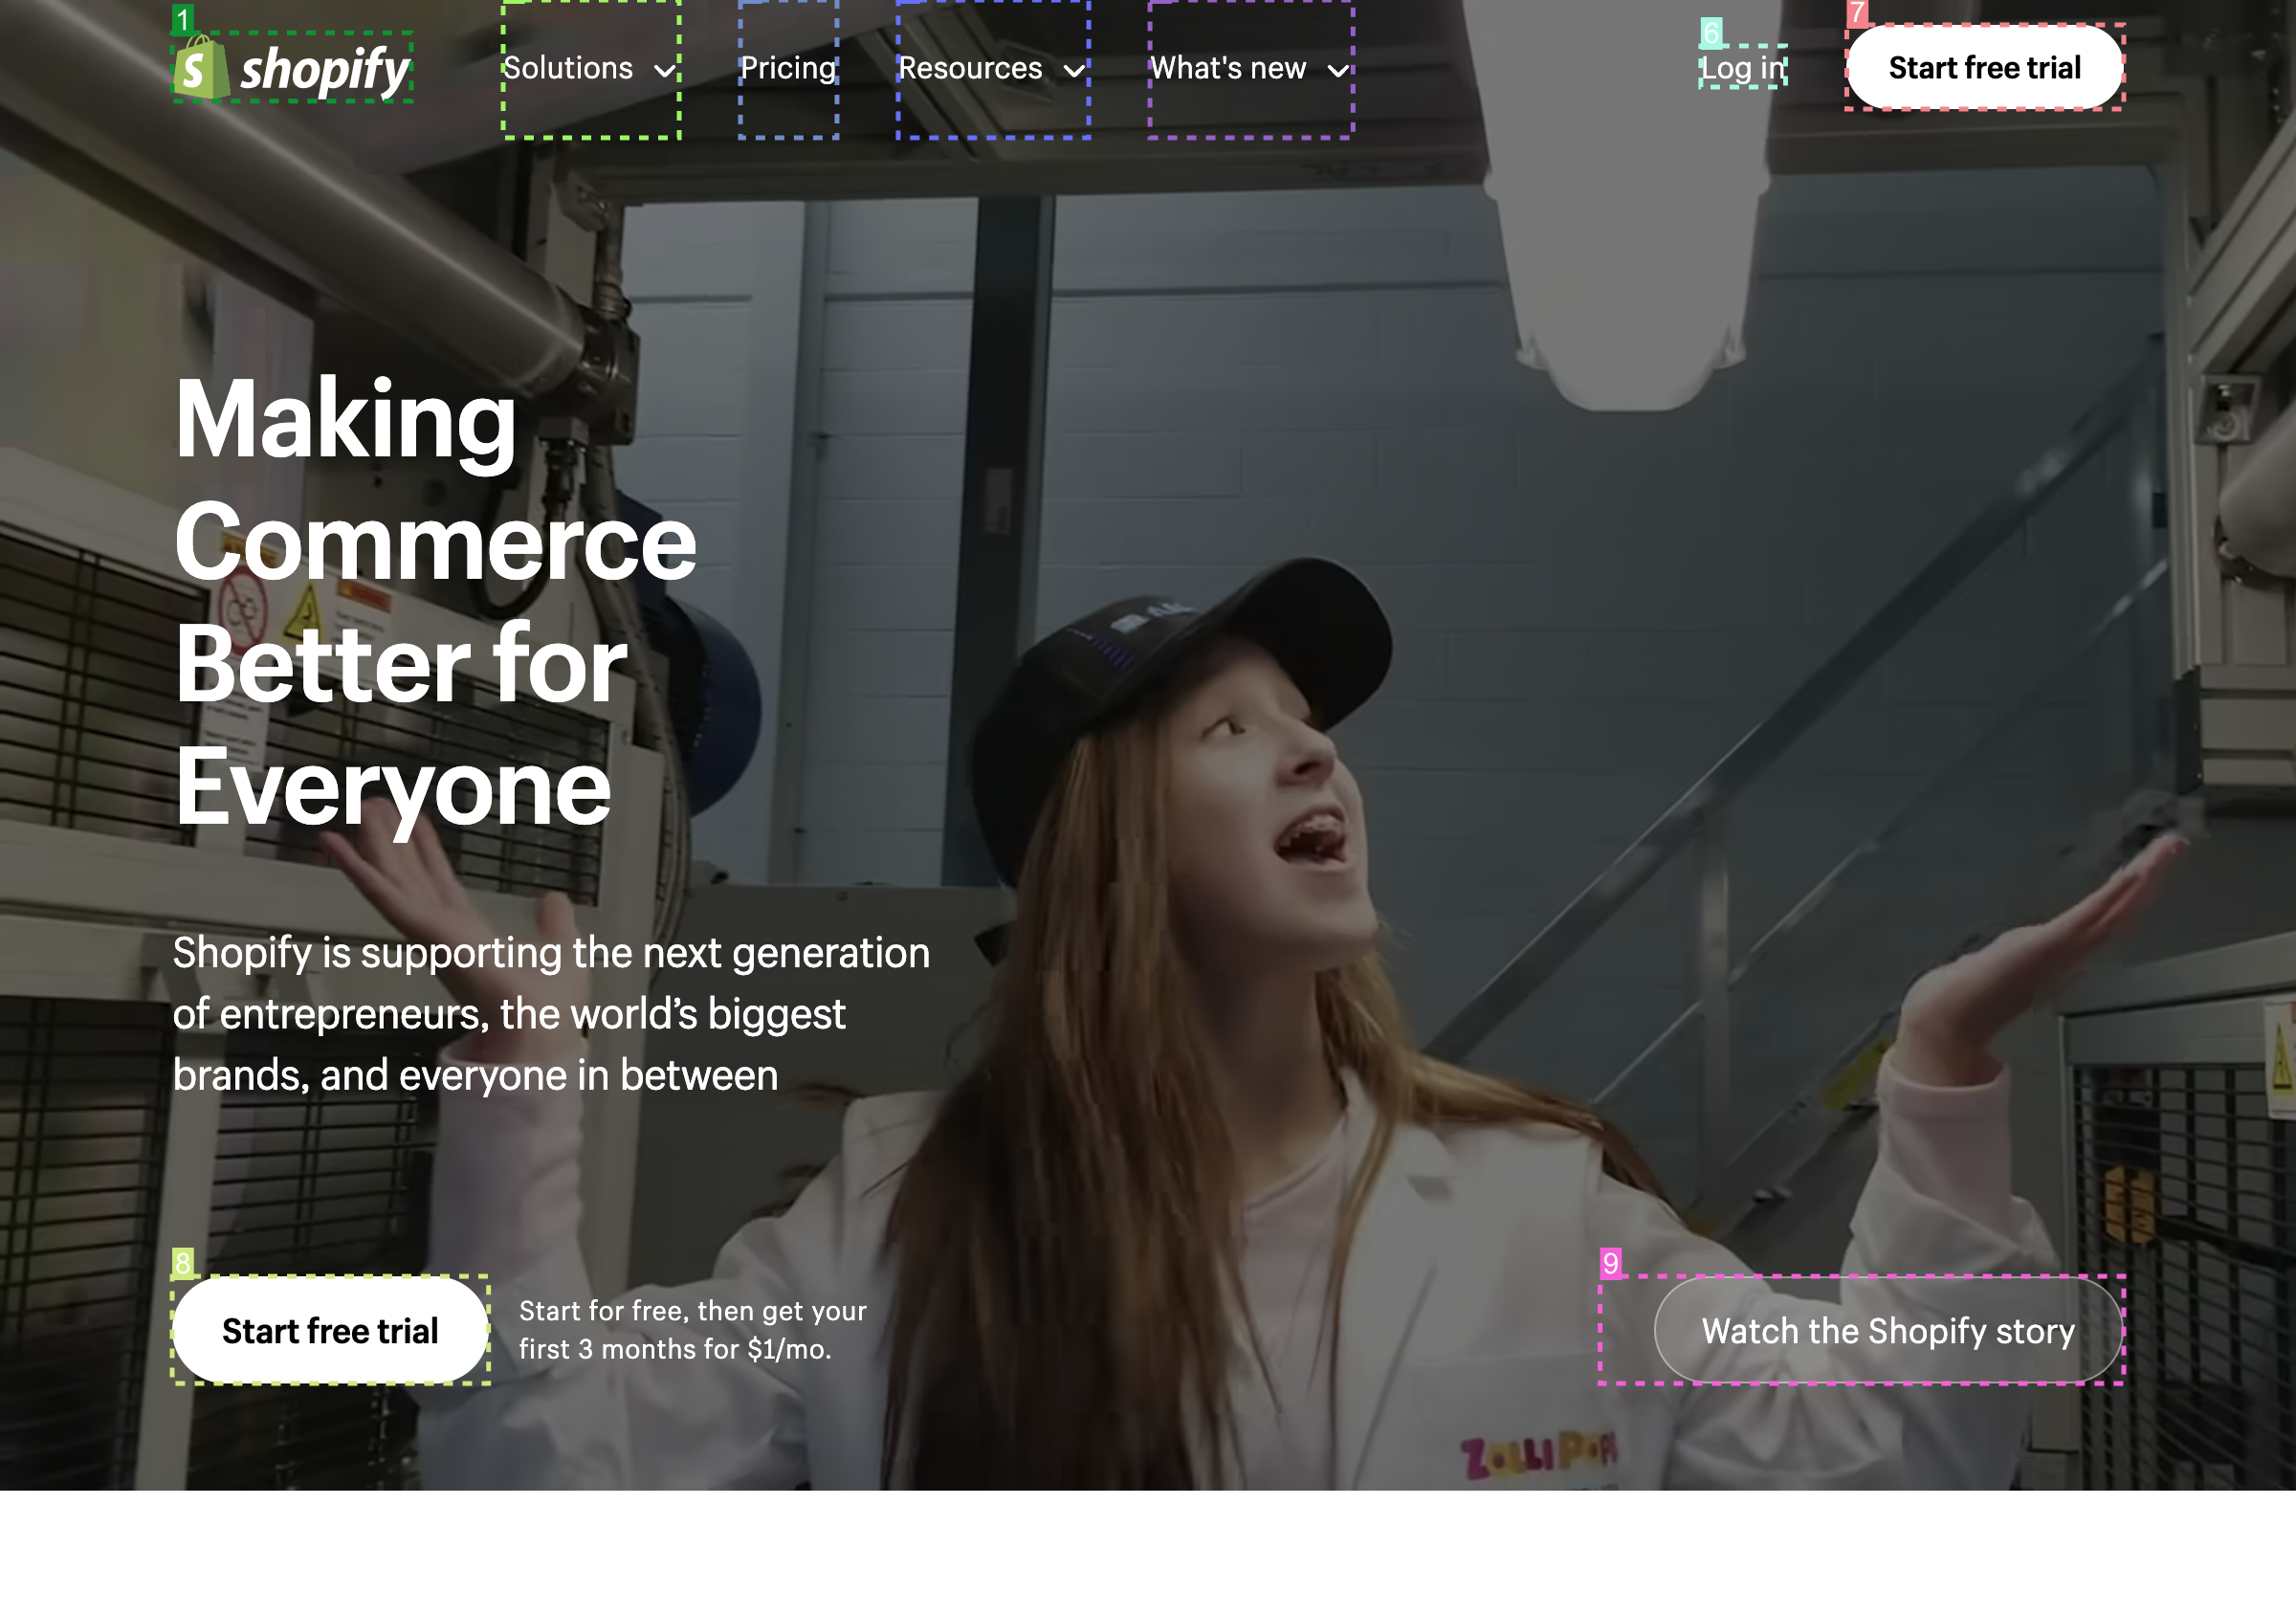 1
shopify
Solutions
Pricing
Resources
What's new
6
Log in
7
Start free trial
Making
Commerce
Better for
Everyone
Shopify is supporting the next generation
of entrepreneurs, the world’s biggest
brands, and everyone in between
8
Start free trial
Start for free, then get your
first 3 months for $1/mo.
9
Watch the Shopify story
ZOLLIPOPS